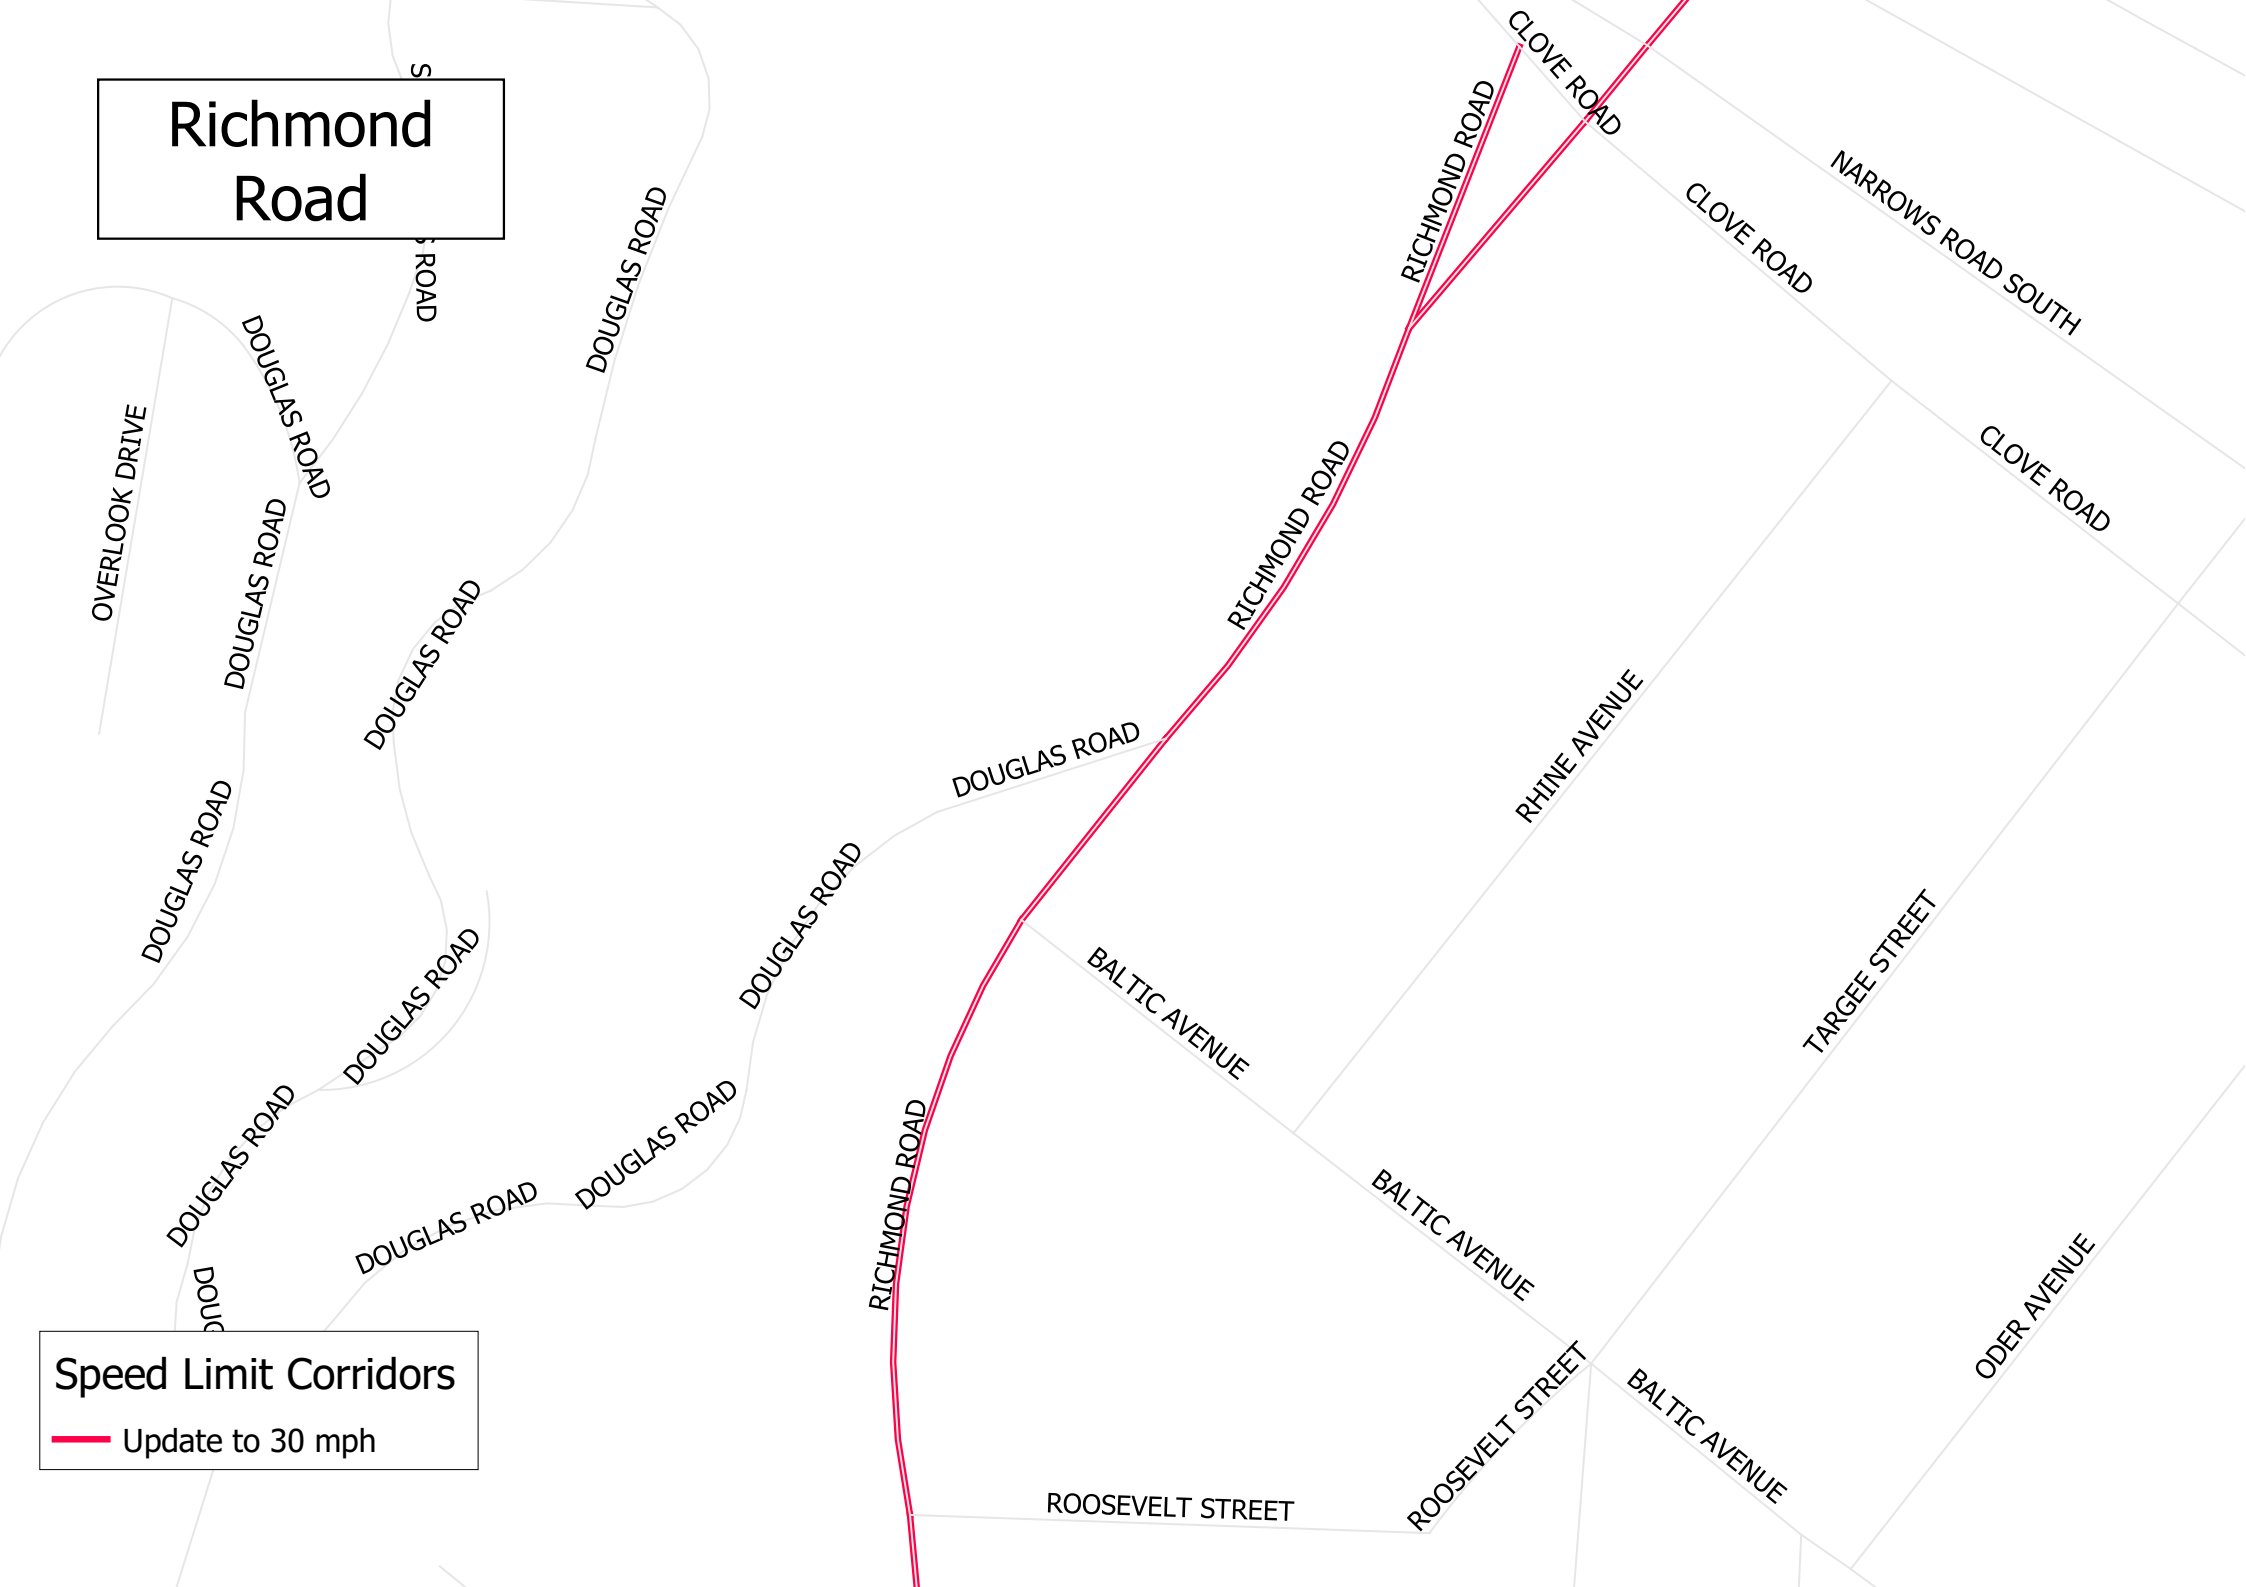 Richmond
Road
S
S ROAD
CLOVE ROAD
RICHMOND ROAD
NARROWS ROAD SOUTH
CLOVE ROAD
DOUGLAS ROAD
DOUGLAS ROAD
OVERLOOK DRIVE
CLOVE ROAD
RICHMOND ROAD
DOUGLAS ROAD
DOUGLAS ROAD
RHINE AVENUE
DOUGLAS ROAD
DOUGLAS ROAD
DOUGLAS ROAD
TARGEE STREET
DOUGLAS ROAD
BALTIC AVENUE
DOUGLAS ROAD
DOUGLAS ROAD
RICHMOND ROAD
DOUGLAS ROAD
BALTIC AVENUE
ODER AVENUE
DOUG
ROOSEVELT STREET
BALTIC AVENUE
ROOSEVELT STREET
Speed Limit Corridors
Update to 30 mph